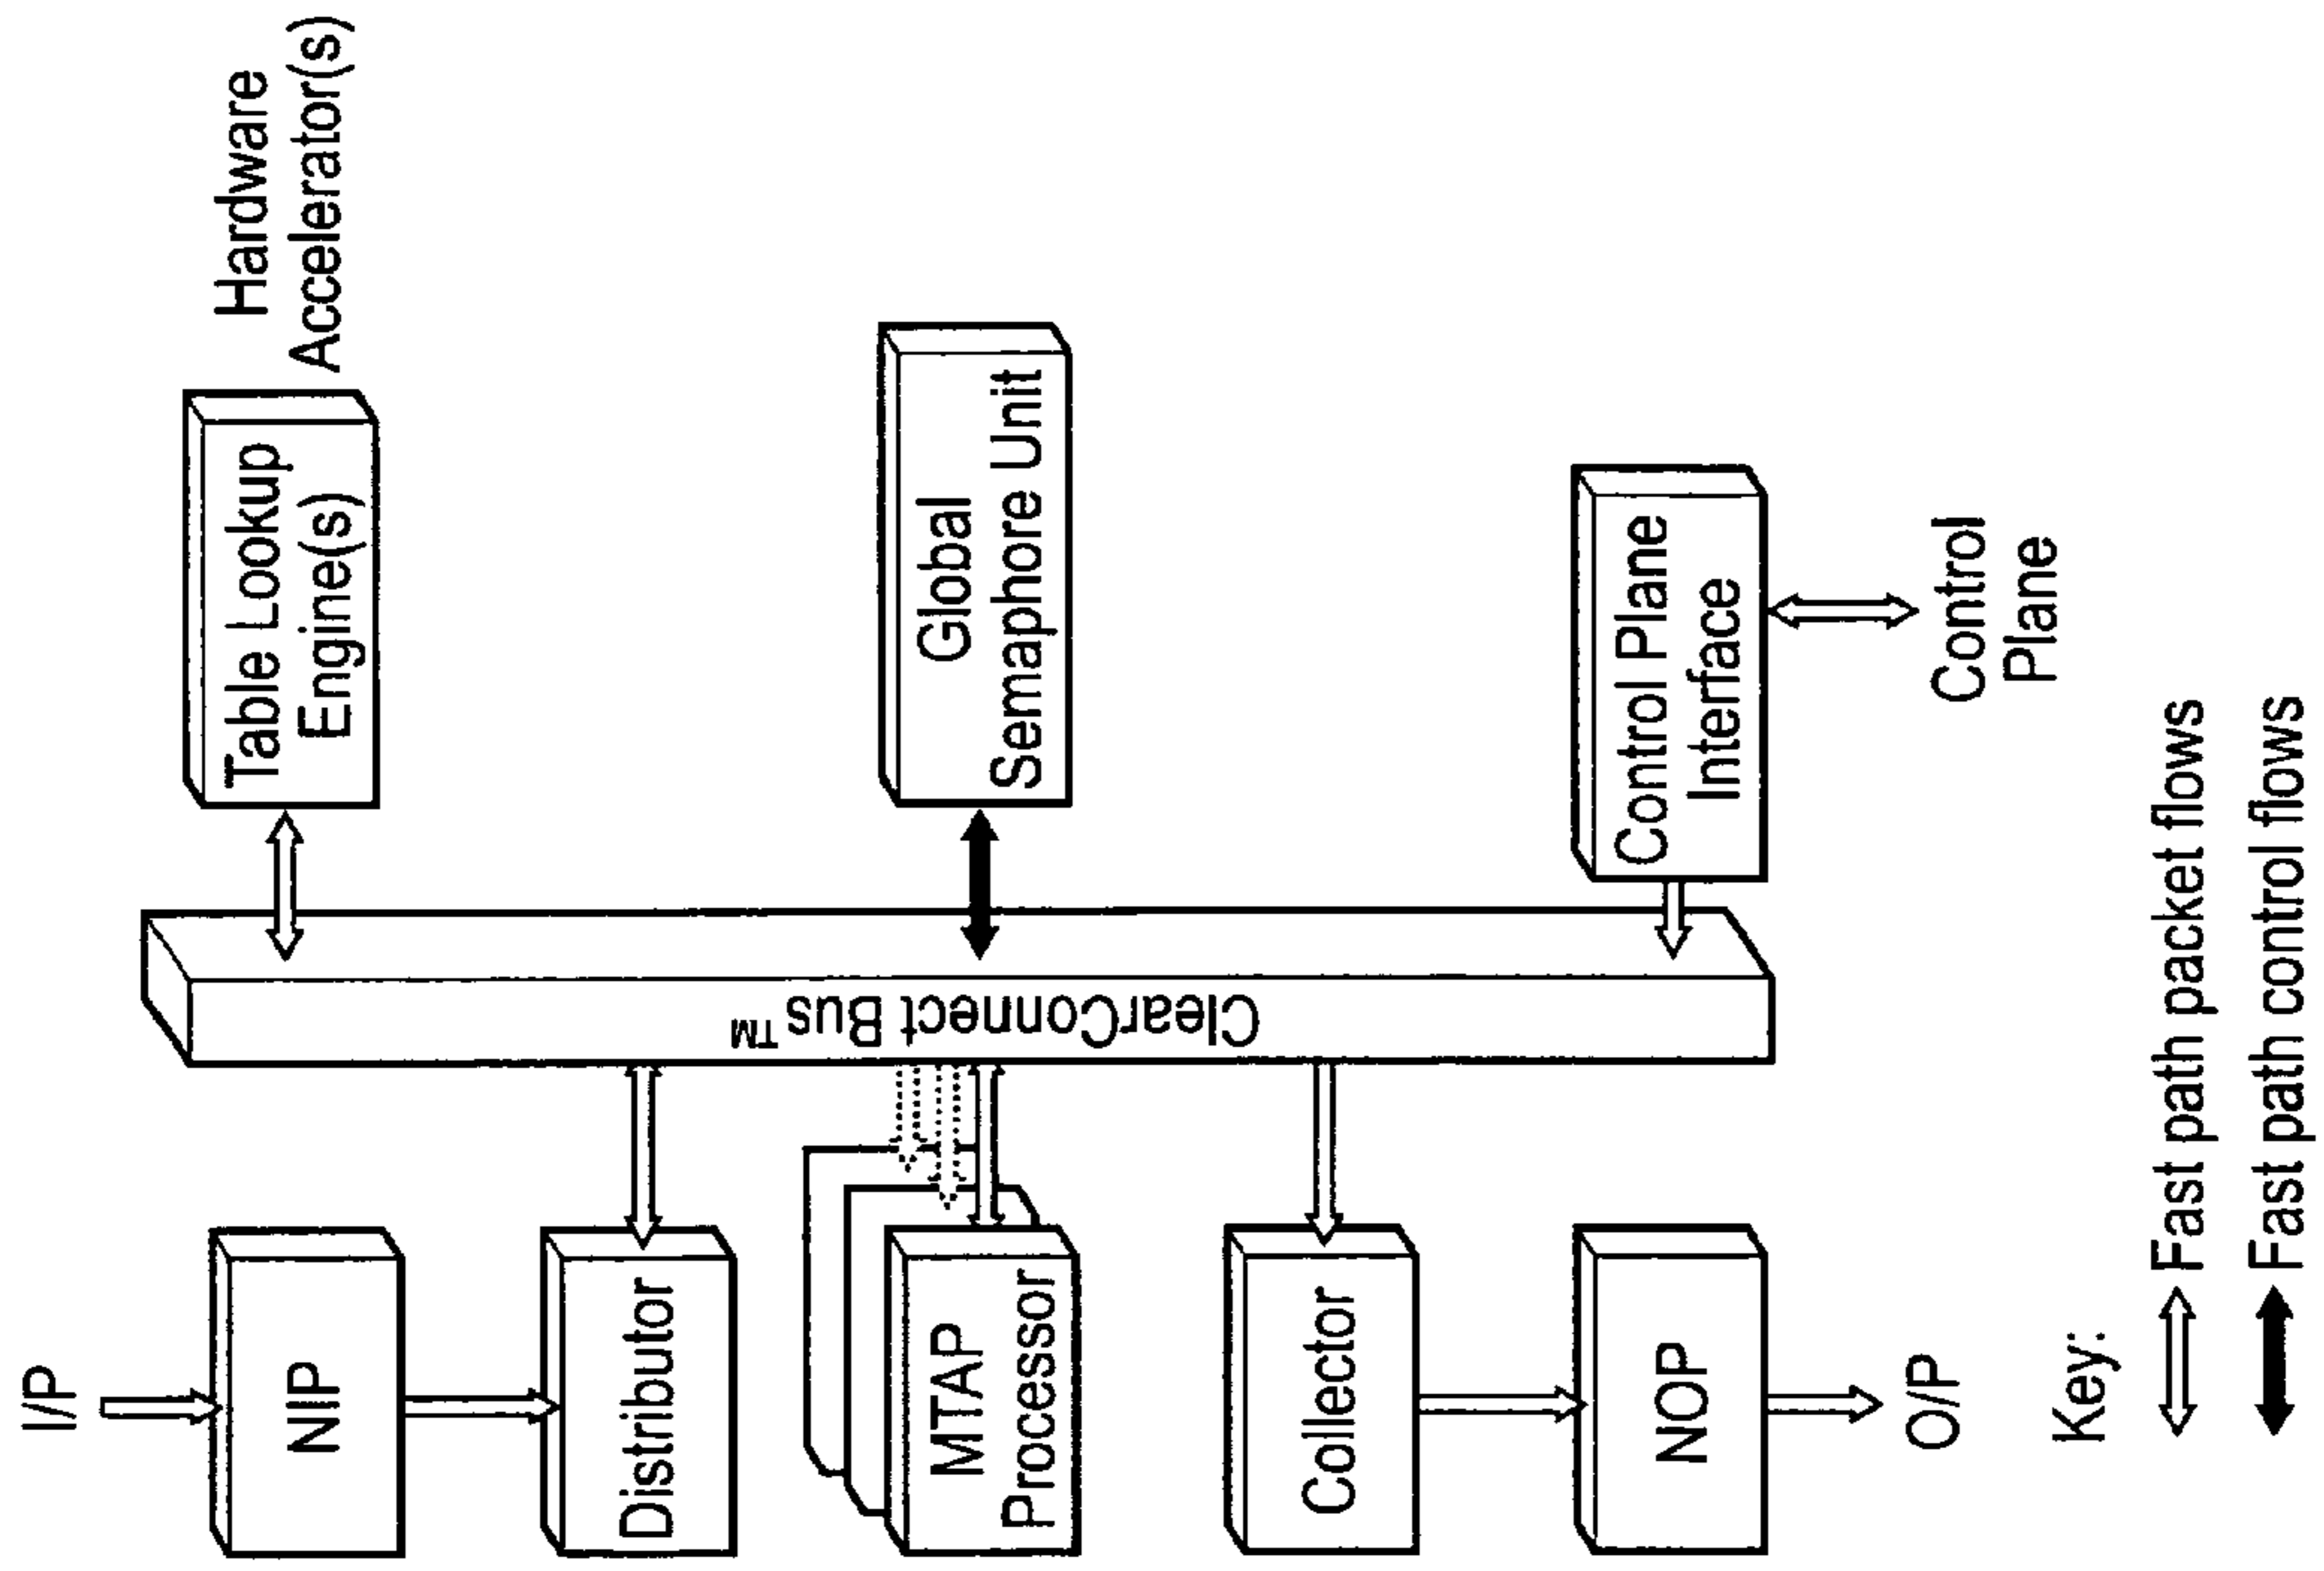 I/P
NIP
Distributor
MTAP
Processor
Collector
NOP
O/P
ClearConnect Bus™
Table Lookup
Engine(s)
Hardware
Accelerator(s)
Global
Semaphore Unit
Control Plane
Interface
Control
Plane
Key:
Fast path packet flows
Fast path control flows